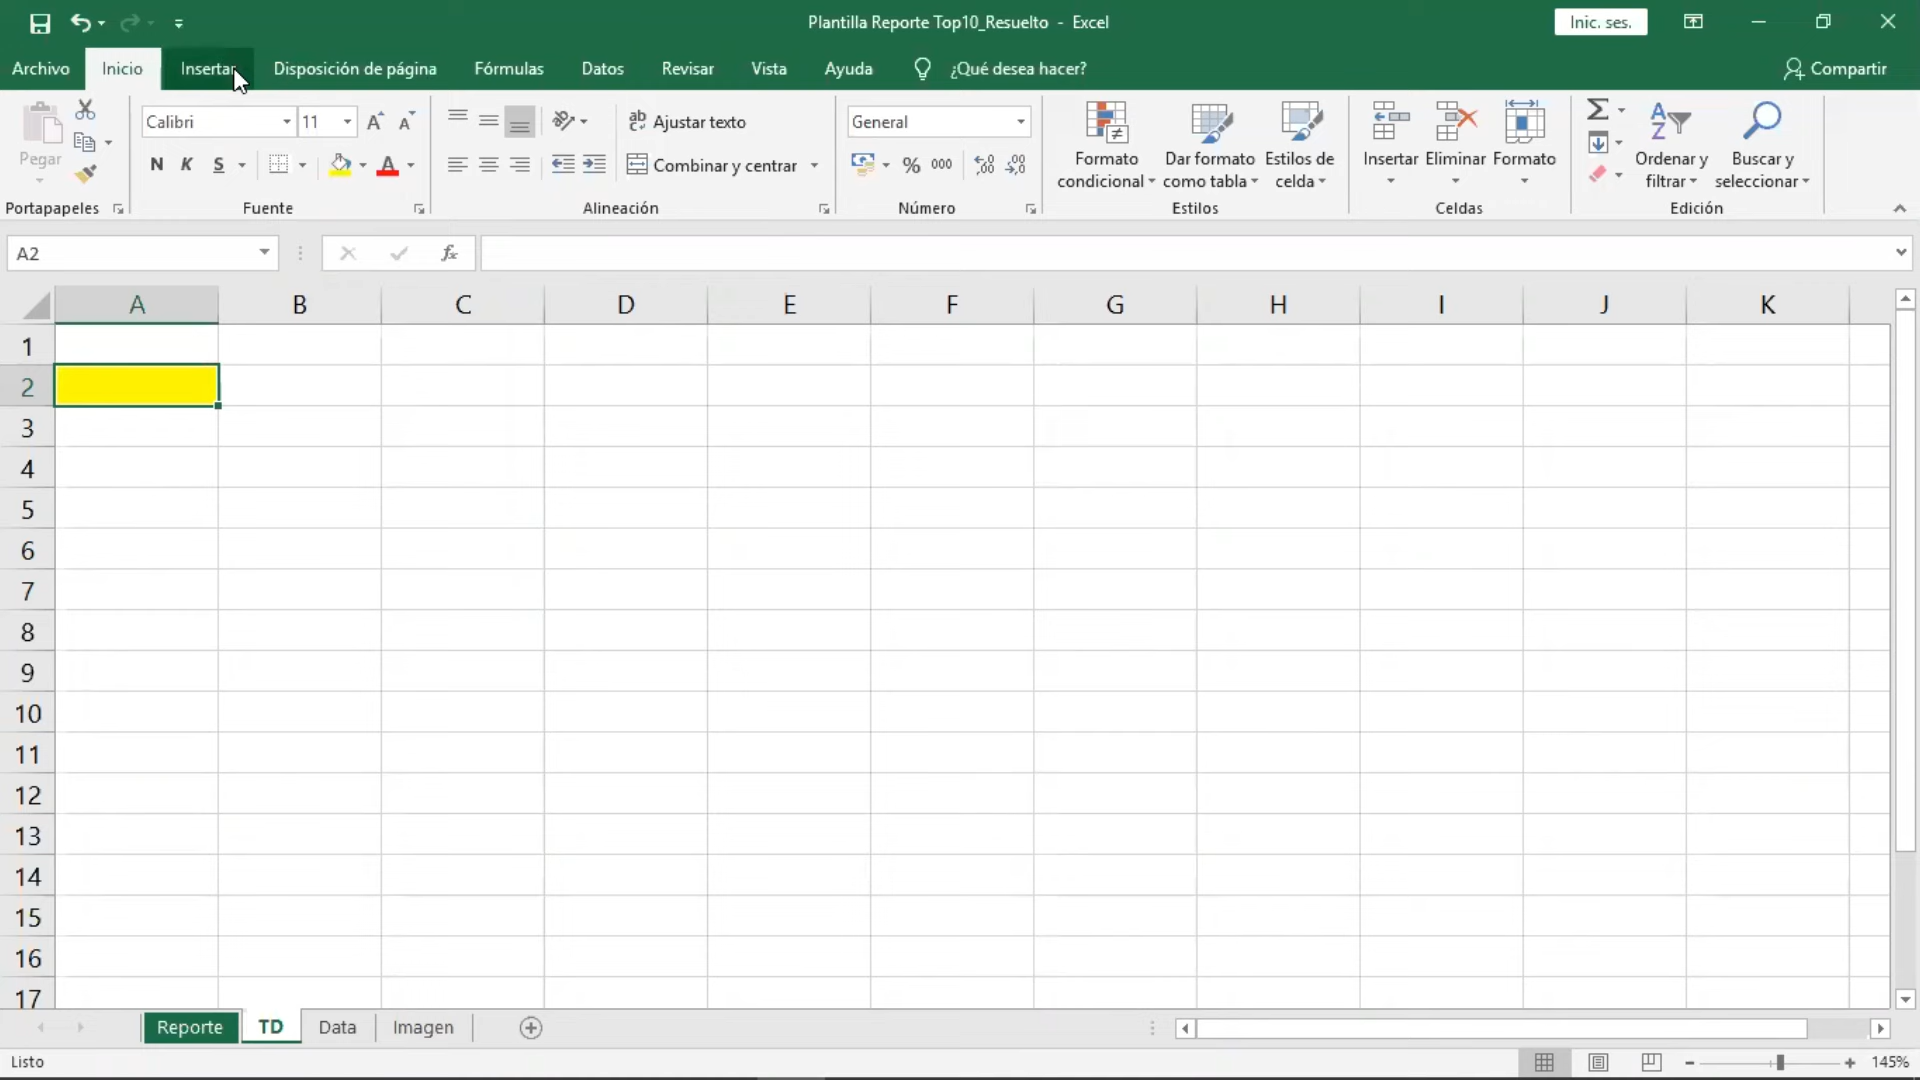 Plantilla Reporte Top10_Resuelto - Excel
Inic. ses.
Archivo Inicio Insertar Disposición de página Fórmulas Datos Revisar Vista Ayuda ¿Qué desea hacer? Compartir
Pegar
Calibri 11
Ajustar texto
General
N K S
Combinar y centrar
% 000
Formato condicional
Dar formato como tabla
Estilos de celda
Insertar Eliminar Formato
Ordenar y filtrar
Buscar y seleccionar
Portapapeles Fuente Alineación Número Estilos Celdas Edición
A2 fx
A B C D E F G H I J K
1
2
3
4
5
6
7
8
9
10
11
12
13
14
15
16
17
Reporte TD Data Imagen
Listo 145%